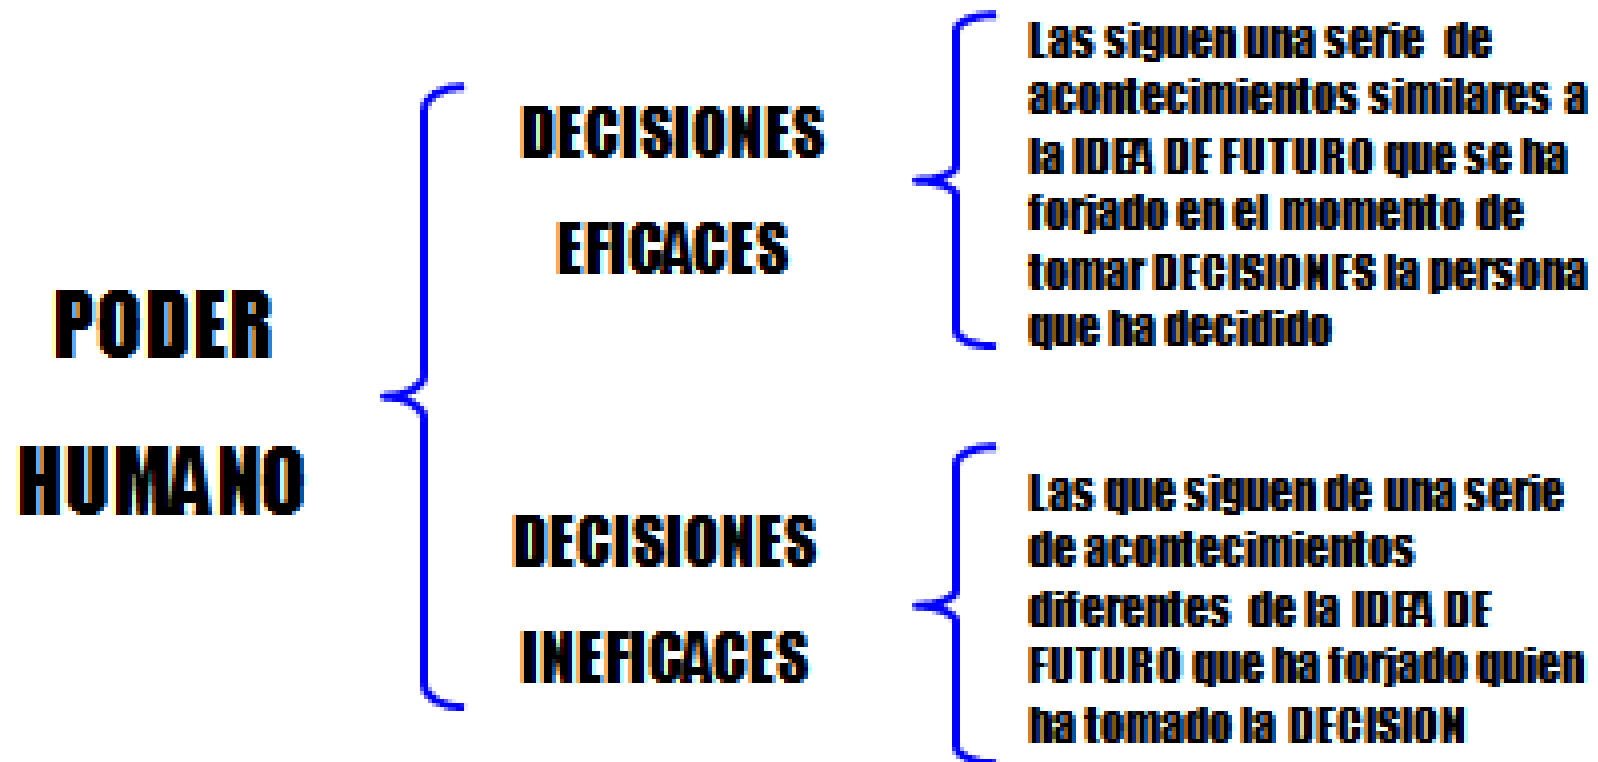 PODER
HUMANO
DECISIONES
EFICACES
Las siguen una serie de
acontecimientos similares a
la IDEA DE FUTURO que se ha
forjado en el momento de
tomar DECISIONES la persona
que ha decidido
DECISIONES
INEFICACES
Las que siguen de una serie
de acontecimientos
diferentes de la IDEA DE
FUTURO que ha forjado quien
ha tomado la DECISION